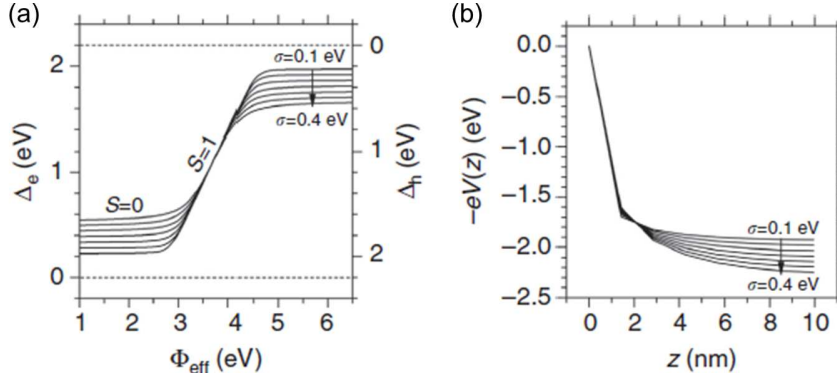 (a)
2
1
0
Δe (eV)
S=0
S=1
σ=0.1 eV
σ=0.4 eV
0
1
2
Δh (eV)
1 2 3 4 5 6
Φeff (eV)
(b)
−0.0
−0.5
−1.0
−1.5
−2.0
−2.5
−eV(z) (eV)
σ=0.1 eV
σ=0.4 eV
0 2 4 6 8 10
z (nm)